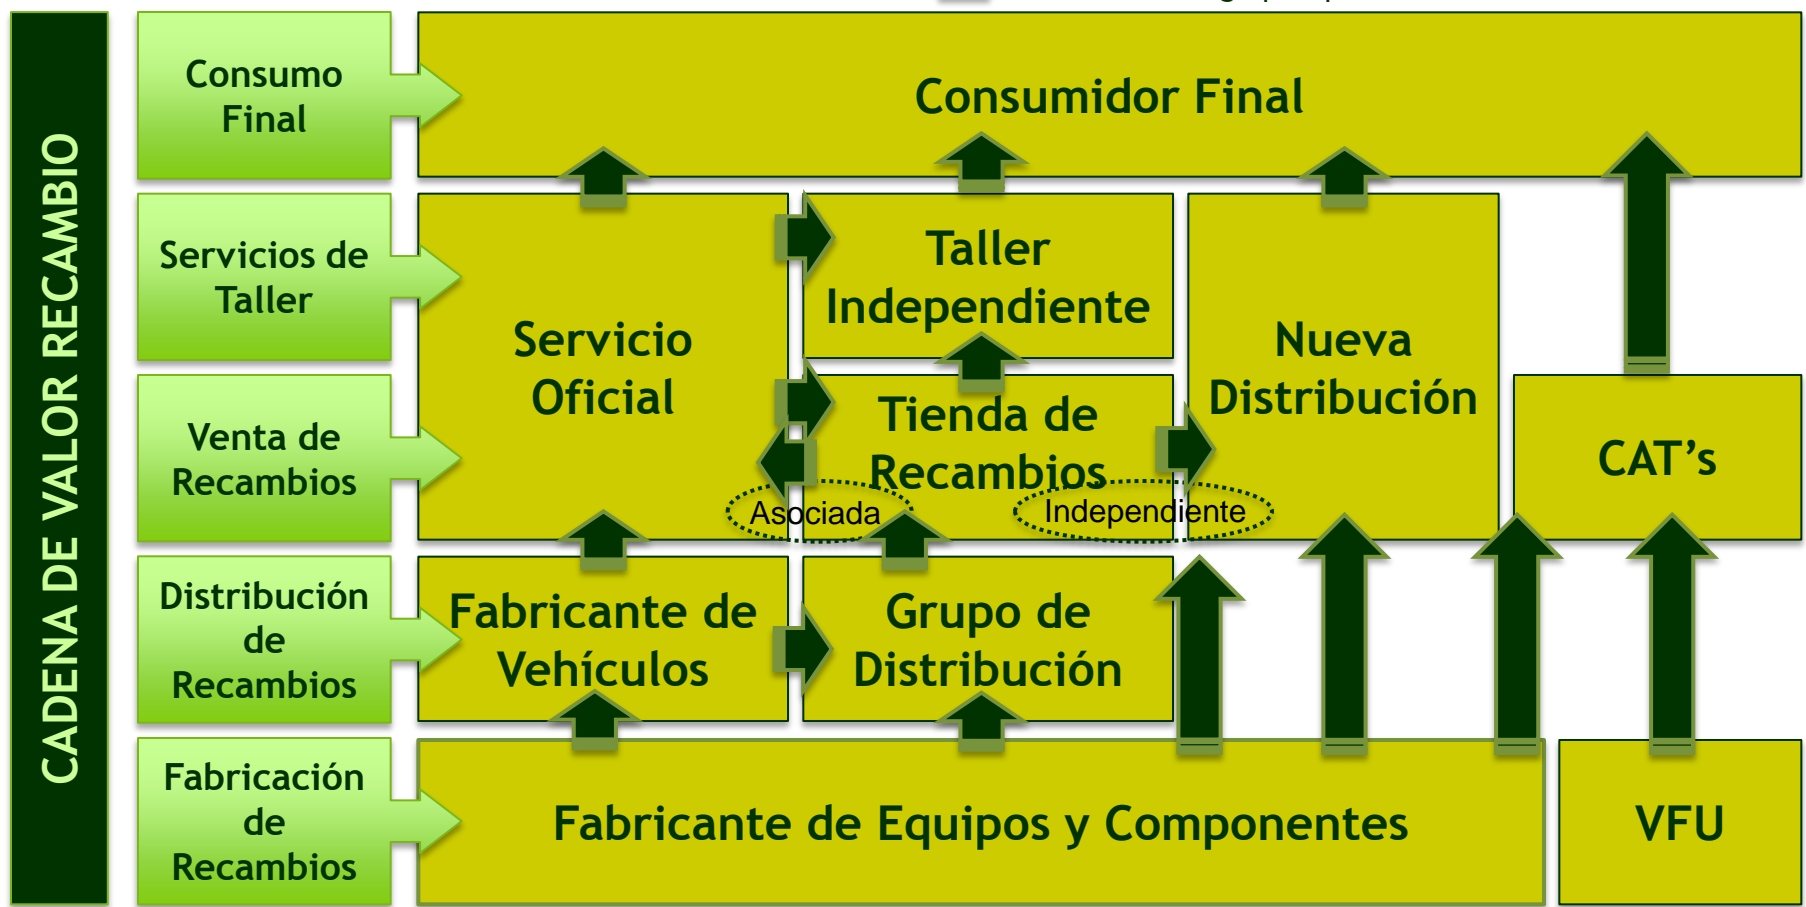 CADENA DE VALOR RECAMBIO
Consumo
Final
Consumidor Final
Servicios de
Taller
Servicio
Oficial
Taller
Independiente
Nueva
Distribución
Venta de
Recambios
Tienda de
Recambios
CAT’s
Asociada
Independiente
Distribución
de
Recambios
Fabricante de
Vehículos
Grupo de
Distribución
Fabricación
de
Recambios
Fabricante de Equipos y Componentes
VFU